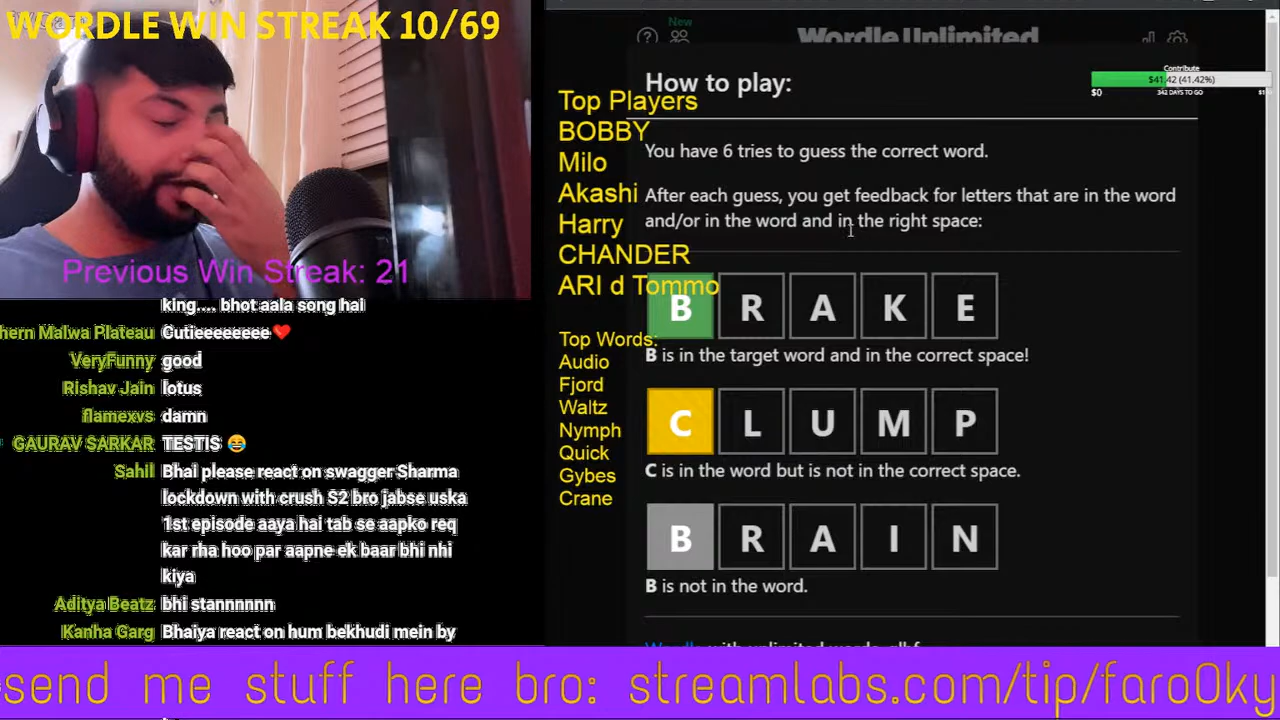 WORDLE WIN STREAK 10/69
Previous Win Streak: 21
king.... bhot aala song hai
hern Malwa Plateau Cutieeeeeeee❤️
VeryFunny good
Rishav Jain lotus
flamexvs damn
GAURAV SARKAR TESTIS 😂
Sahil Bhai please react on swagger Sharma
lockdown with crush S2 bro jabse uska
1st episode aaya hai tab se aapko req
kar rha hoo par aapne ek baar bhi nhi
kiya
Aditya Beatz bhi stannnnnn
Kanha Garg Bhaiya react on hum bekhudi mein by
New
Wordle Unlimited
Contribute
$41.42 (41.42%)
$0
342 DAYS TO GO
Top Players
BOBBY
Milo
Akashi
Harry
CHANDER
ARI d Tommo
Top Words:
Audio
Fjord
Waltz
Nymph
Quick
Gybes
Crane
How to play:
You have 6 tries to guess the correct word.
After each guess, you get feedback for letters that are in the word
and/or in the word and in the right space:
B R A K E
B is in the target word and in the correct space!
C L U M P
C is in the word but is not in the correct space.
B R A I N
B is not in the word.
send me stuff here bro: streamlabs.com/tip/faro0ky